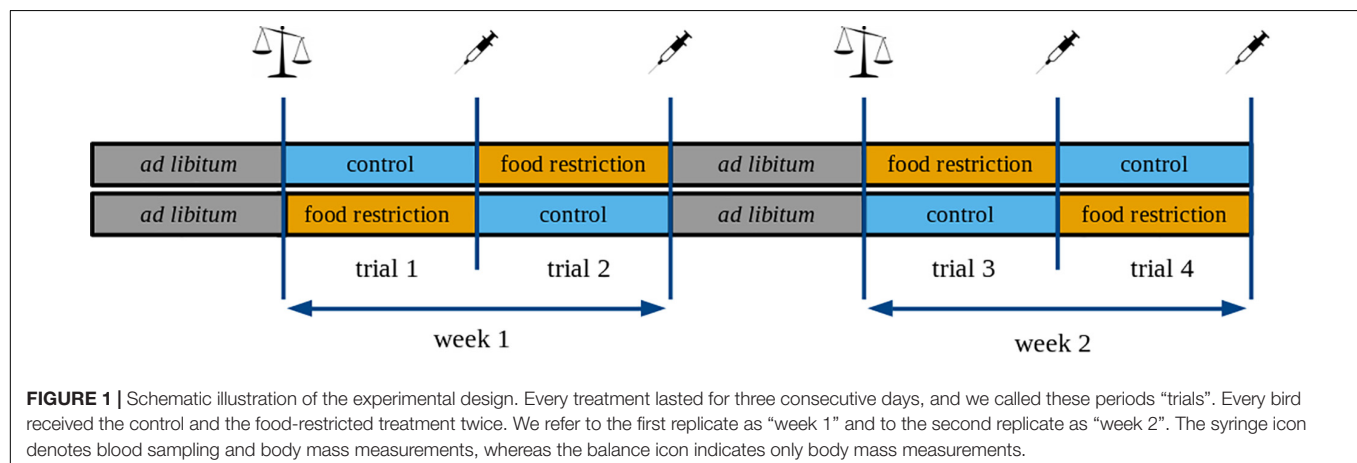 ad libitum control food restriction ad libitum food restriction control
ad libitum food restriction control ad libitum control food restriction
trial 1 trial 2 trial 3 trial 4
week 1 week 2
FIGURE 1 | Schematic illustration of the experimental design. Every treatment lasted for three consecutive days, and we called these periods “trials”. Every bird
received the control and the food-restricted treatment twice. We refer to the first replicate as “week 1” and to the second replicate as “week 2”. The syringe icon
denotes blood sampling and body mass measurements, whereas the balance icon indicates only body mass measurements.